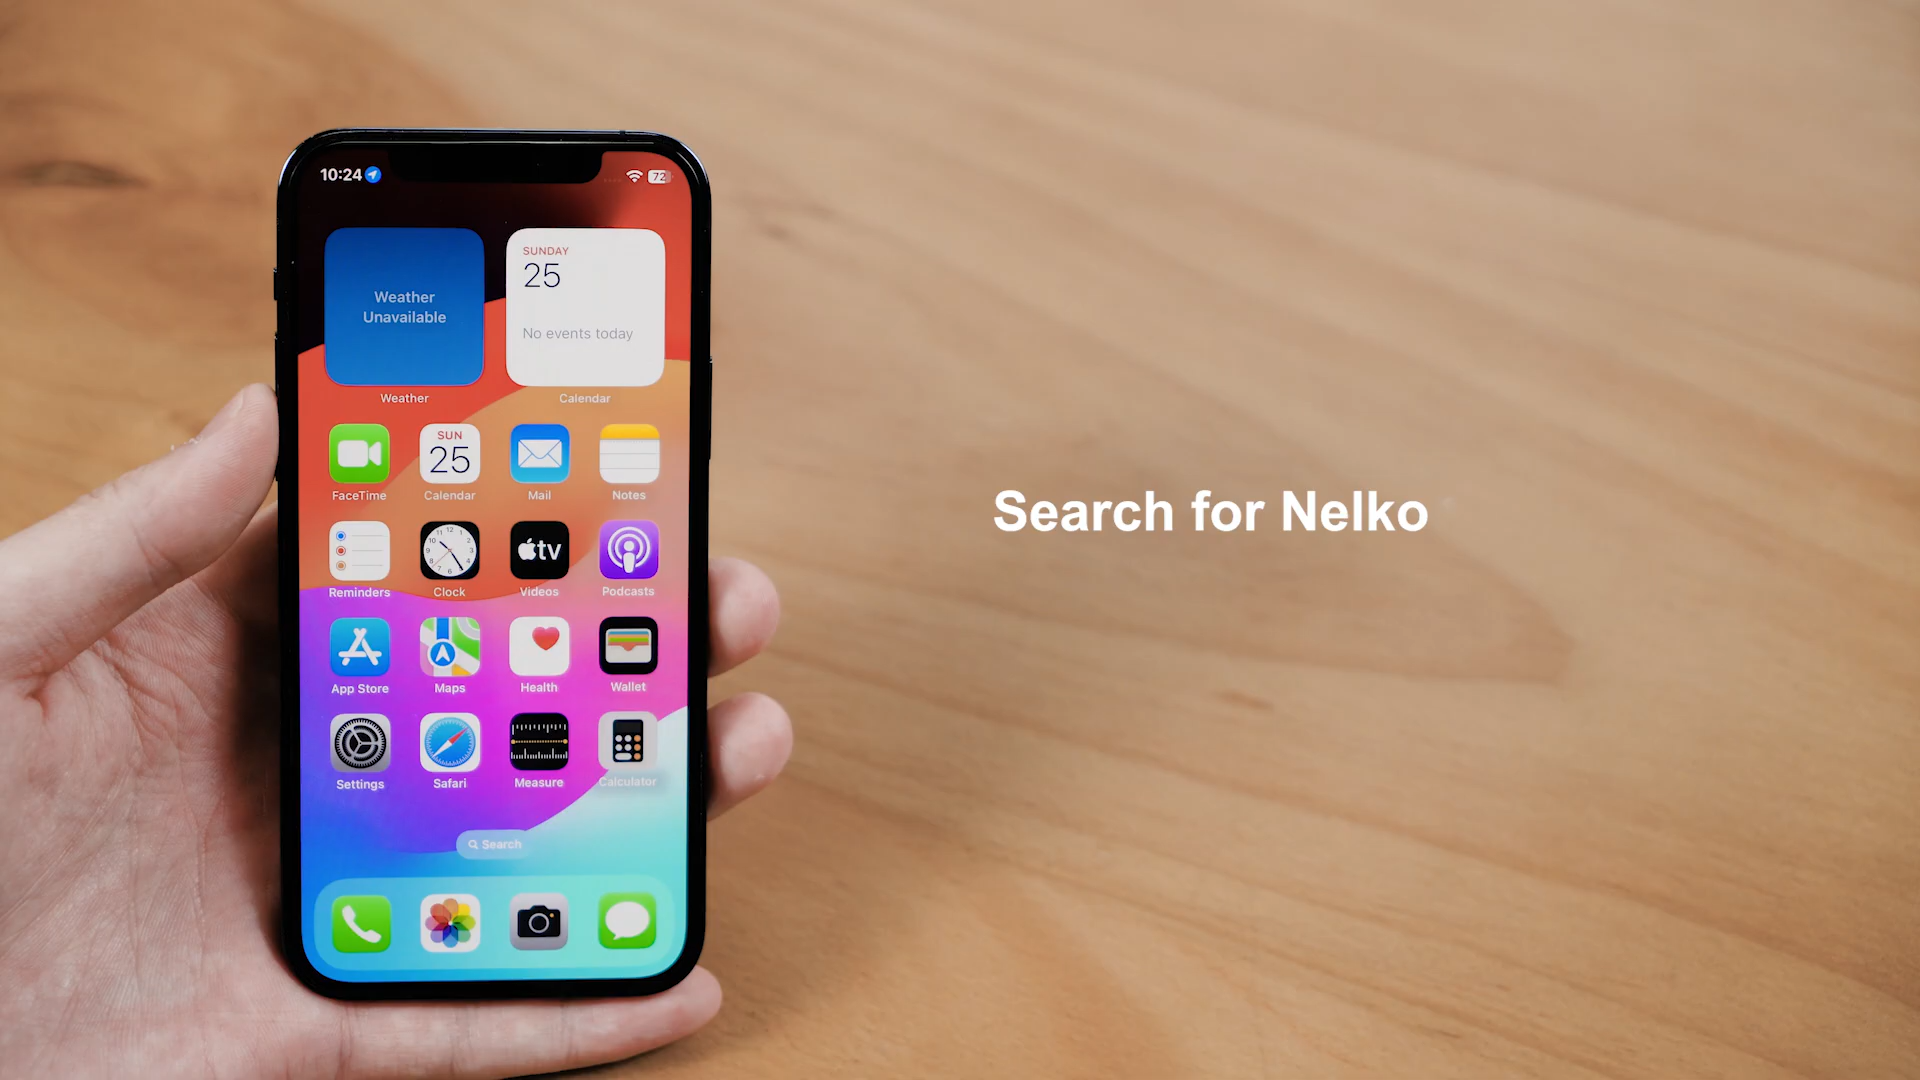 10:24
72
Weather
Unavailable
SUNDAY
25
No events today
Weather
Calendar
SUN
25
FaceTime
Calendar
Mail
Notes
tv
Reminders
Clock
Videos
Podcasts
App Store
Maps
Health
Wallet
Settings
Safari
Measure
Calculator
Search
Search for Nelko